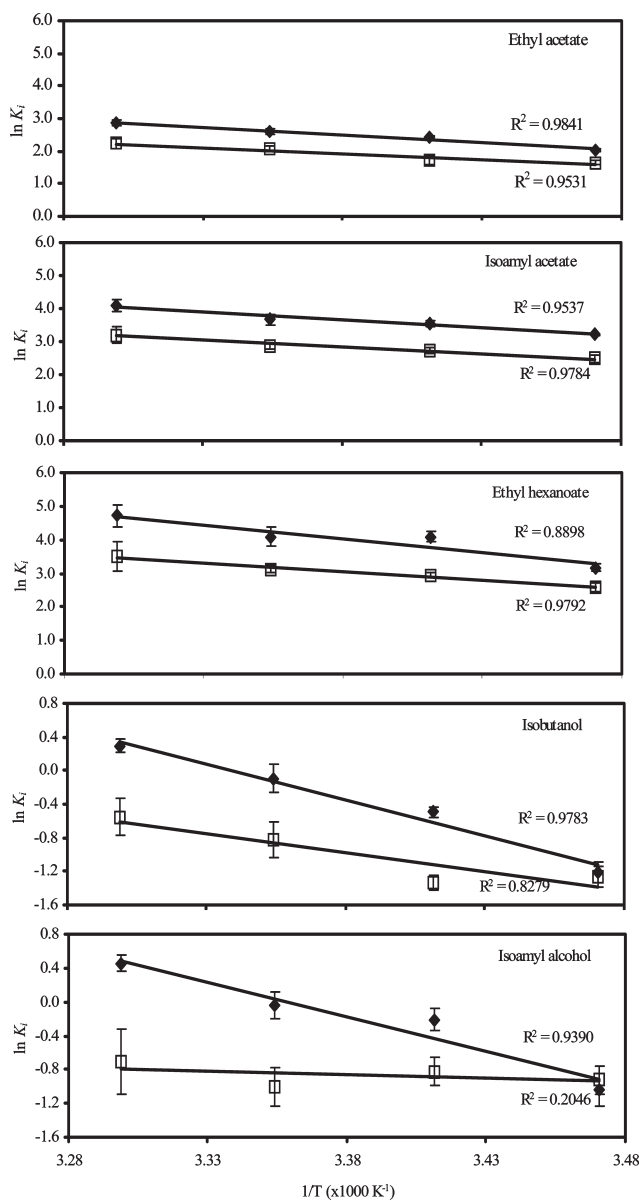 6.0
Ethyl acetate
5.0
4.0
ln Ki
3.0
R² = 0.9841
2.0
R² = 0.9531
1.0
0.0
6.0
Isoamyl acetate
5.0
4.0
R² = 0.9537
ln Ki
3.0
2.0
R² = 0.9784
1.0
0.0
6.0
Ethyl hexanoate
5.0
R² = 0.8898
4.0
ln Ki
3.0
R² = 0.9792
2.0
1.0
0.0
0.8
Isobutanol
0.4
0.0
ln Ki
-0.4
R² = 0.9783
-0.8
-1.2
R² = 0.8279
-1.6
0.8
Isoamyl alcohol
0.4
0.0
ln Ki
-0.4
R² = 0.9390
-0.8
R² = 0.2046
-1.2
-1.6
3.28 3.33 3.38 3.43 3.48
1/T (x1000 K⁻¹)